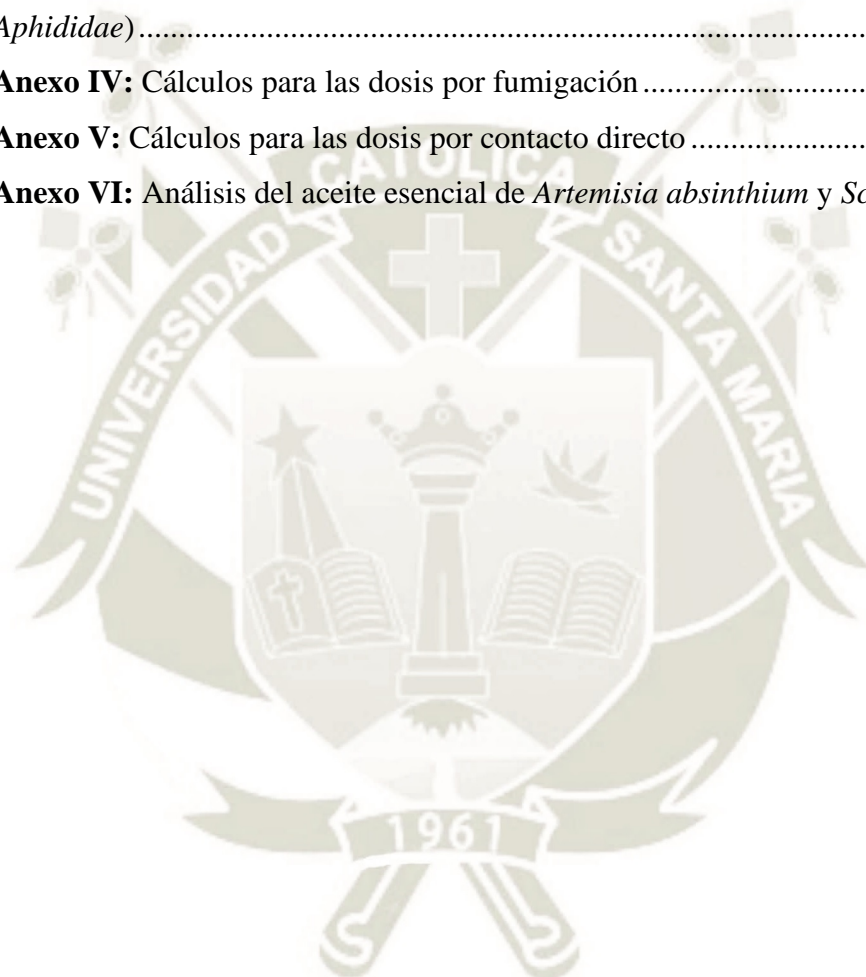 Aphididae)..........................................................................................
Anexo IV: Cálculos para las dosis por fumigación...........................
Anexo V: Cálculos para las dosis por contacto directo.....................
Anexo VI: Análisis del aceite esencial de Artemisia absinthium y
UNIVERSIDAD CATOLICA SANTA MARIA
1961